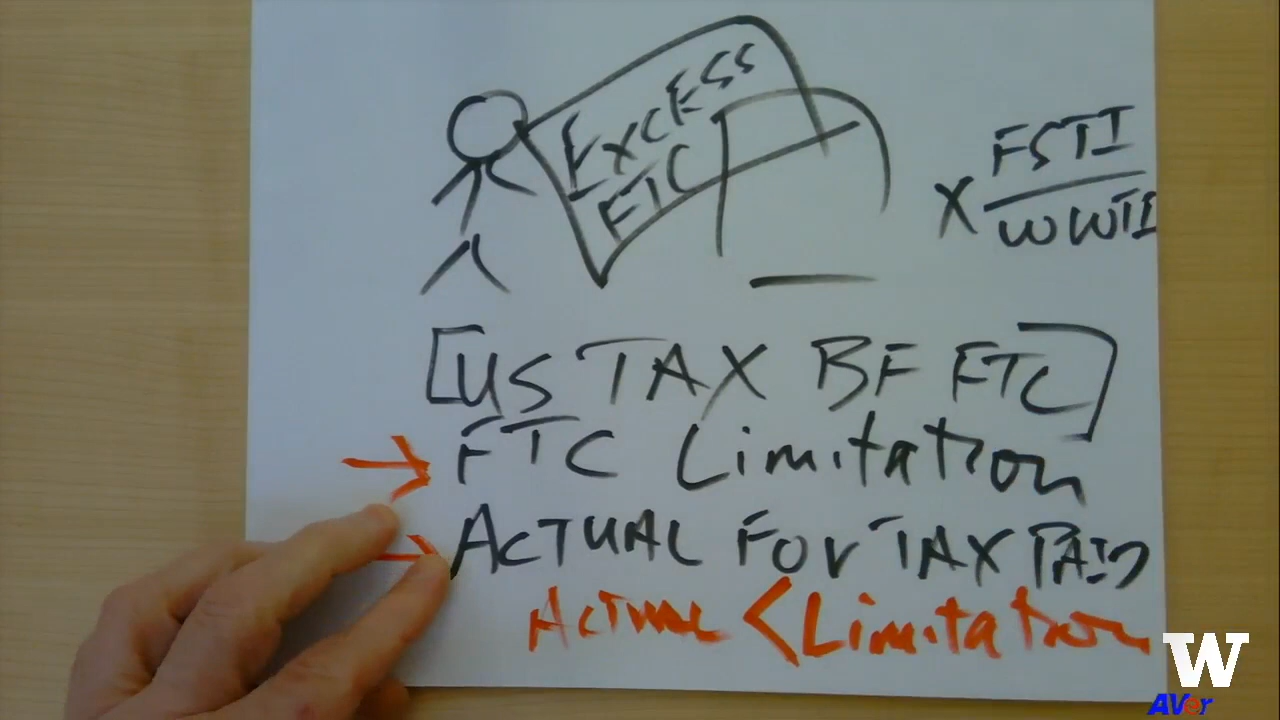 EXCESS
FTC
X FSTI
WWTI
[US TAX BF FTC]
FTC Limitation
ACTUAL FOR TAX PAID
ACTUAL < Limitation
W
AVer